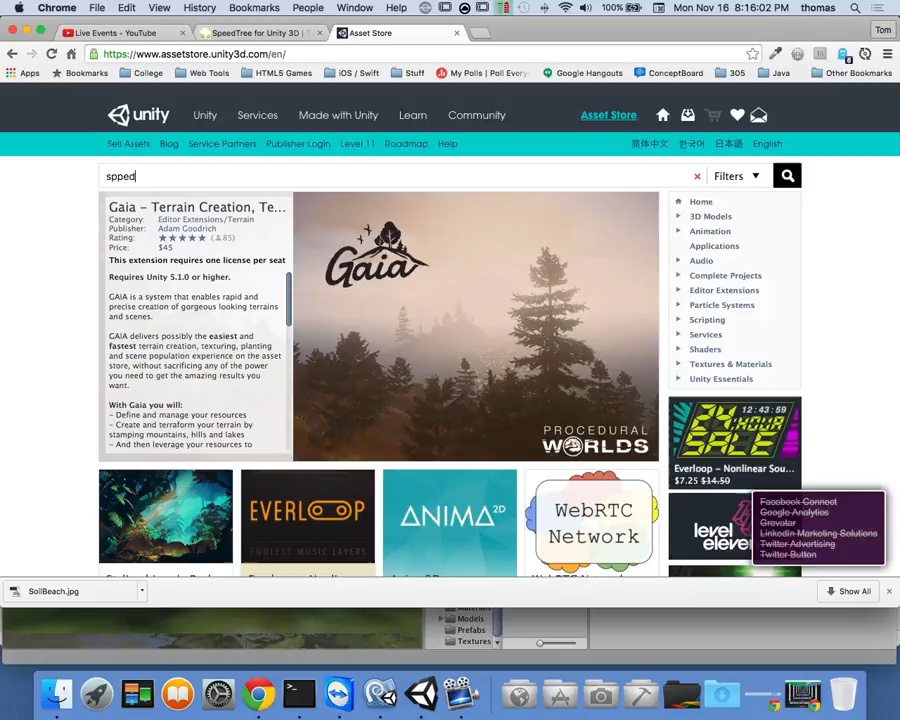 Chrome File Edit View History Bookmarks People Window Help 100% Mon Nov 16 8:16:02 PM thomas
Live Events - YouTube SpeedTree for Unity 3D | Asset Store Tom
https://www.assetstore.unity3d.com/en/
Apps Bookmarks College Web Tools HTML5 Games iOS / Swift Stuff My Polls | Poll Every Google Hangouts ConceptBoard 305 Java Other Bookmarks
unity Unity Services Made with Unity Learn Community Asset Store
Sell Assets Blog Service Partners Publisher Login Level 11 Roadmap Help 简体中文 한국어 日本語 English
spped Filters
Gaia – Terrain Creation, Te...
Category: Editor Extensions/Terrain
Publisher: Adam Goodrich
Rating: (85)
Price: $45
This extension requires one license per seat
Requires Unity 5.1.0 or higher.
GAIA is a system that enables rapid and
precise creation of gorgeous looking terrains
and scenes.
GAIA delivers possibly the easiest and
fastest terrain creation, texturing, planting
and scene population experience on the asset
store, without sacrificing any of the power
you need to get the amazing results you
want.
With Gaia you will:
- Define and manage your resources
- Create and terraform your terrain by
stamping mountains, hills and lakes
- And then leverage your resources to
Gaia
PROCEDURAL
WORLDS
Home
3D Models
Animation
Applications
Audio
Complete Projects
Editor Extensions
Particle Systems
Scripting
Services
Shaders
Textures & Materials
Unity Essentials
24 HOUR SALE 12:43:59
Everloop – Nonlinear Sou...
$7.25 $14.50
level
Facebook Connect
Google Analytics
Gravatar
LinkedIn Marketing Solutions
Twitter Advertising
Twitter Button
EVERLOOP
ENDLESS MUSIC LAYERS
ANIMA2D
WebRTC
Network
SoilBeach.jpg Show All
Models
Prefabs
Textures